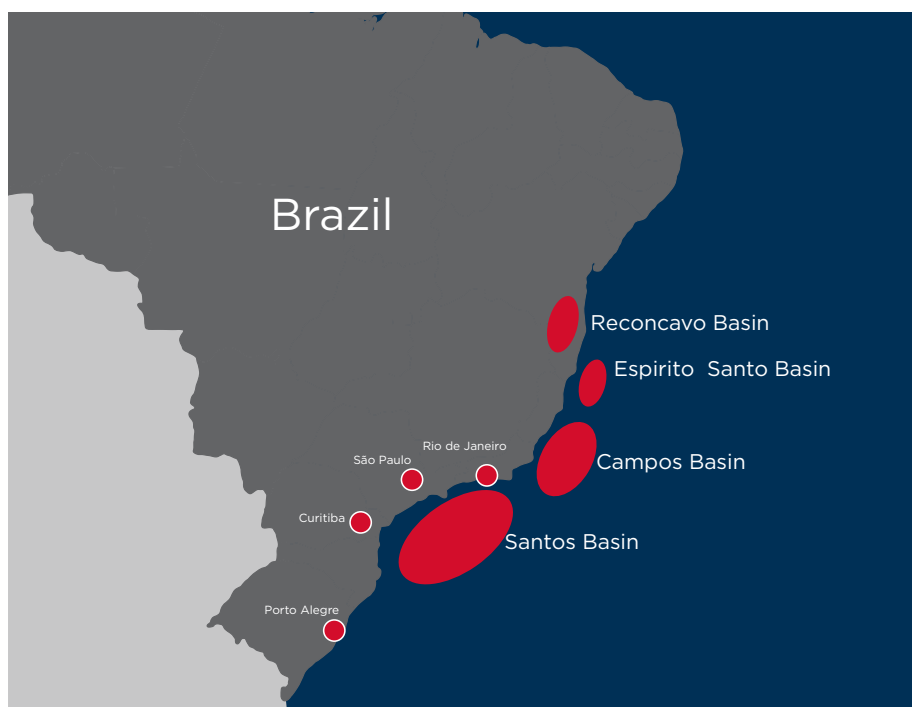 Brazil
Reconcavo Basin
Espirito Santo Basin
Rio de Janeiro
São Paulo
Campos Basin
Curitiba
Santos Basin
Porto Alegre